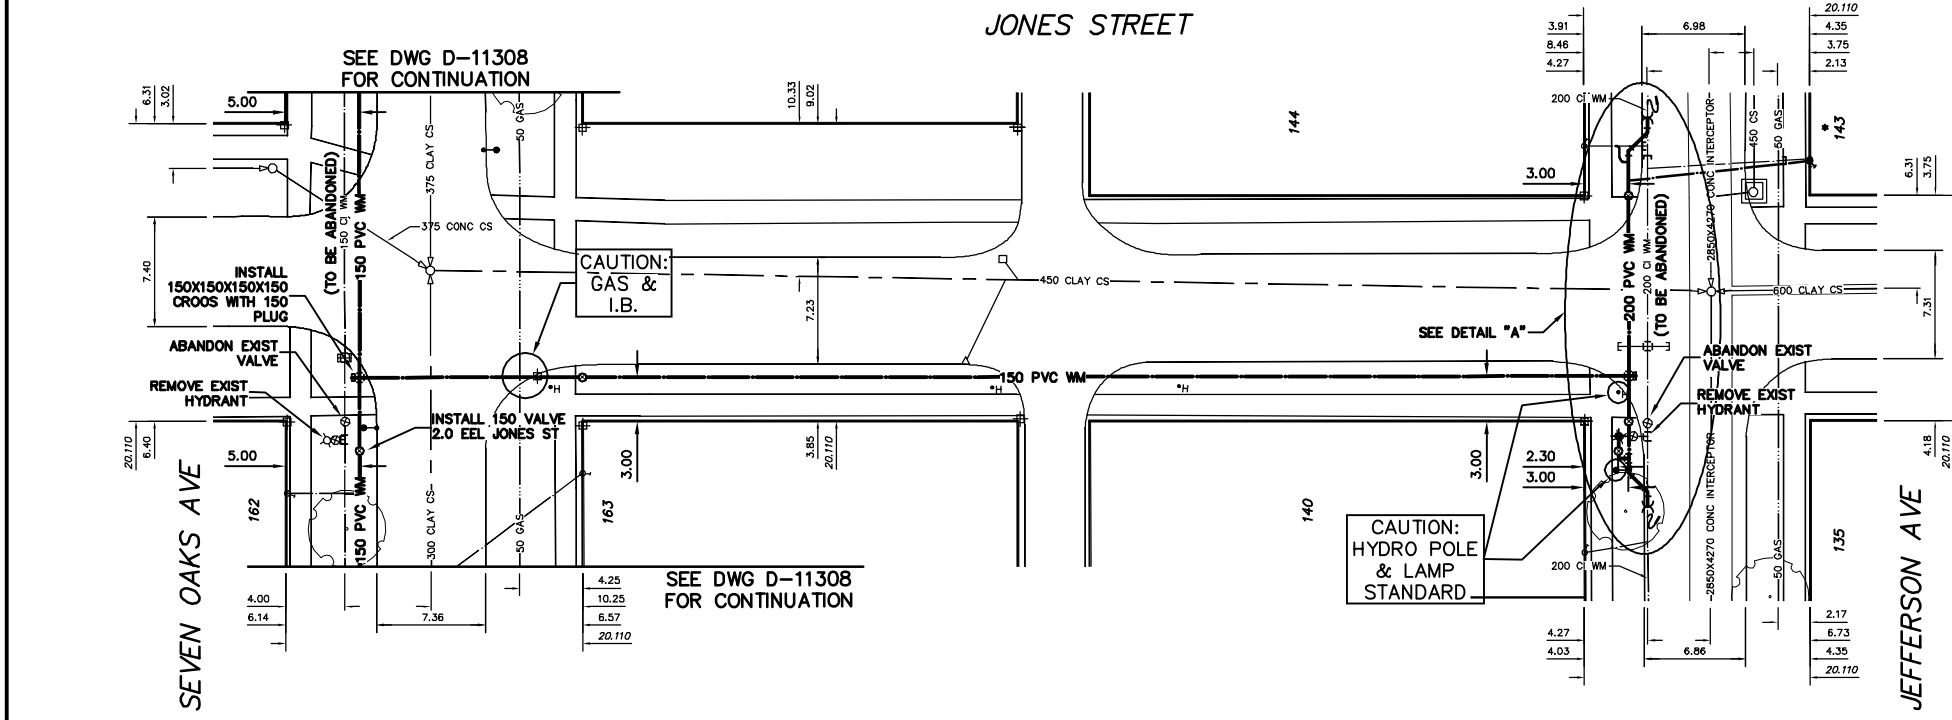 JONES STREET
SEE DWG D-11308
FOR CONTINUATION
6.31
3.02
5.00
10.33
9.02
3.91
8.46
4.27
6.98
20.110
4.35
3.75
2.13
50 GAS
375 CLAY CS
150 CI WM
(TO BE ABANDONED)
150 PVC WM
375 CONC CS
7.40
INSTALL
150X150X150X150
CROOS WITH 150
PLUG
ABANDON EXIST
VALVE
REMOVE EXIST
HYDRANT
CAUTION:
GAS &
I.B.
7.23
450 CLAY CS
144
200 CI WM
3.00
200 PVC WM
200 CI WM
(TO BE ABANDONED)
2850X4270 CONC INTERCEPTOR
450 CS
50 GAS
* 143
6.31
3.75
600 CLAY CS
7.31
SEE DETAIL "A"
ABANDON EXIST
VALVE
REMOVE EXIST
HYDRANT
150 PVC WM
H
H
H
INSTALL 150 VALVE
2.0 EEL JONES ST
20.110
6.40
5.00
162
150 PVC WM
300 CLAY CS
50 GAS
163
3.00
3.85
20.110
3.00
140
2.30
3.00
CAUTION:
HYDRO POLE
& LAMP
STANDARD
200 CI WM
2850X4270 CONC INTERCEPTOR
50 GAS
135
4.18
20.110
SEVEN OAKS AVE
JEFFERSON AVE
SEE DWG D-11308
FOR CONTINUATION
4.00
6.14
7.36
4.25
10.25
6.57
20.110
4.27
4.03
6.86
2.17
6.73
4.35
20.110